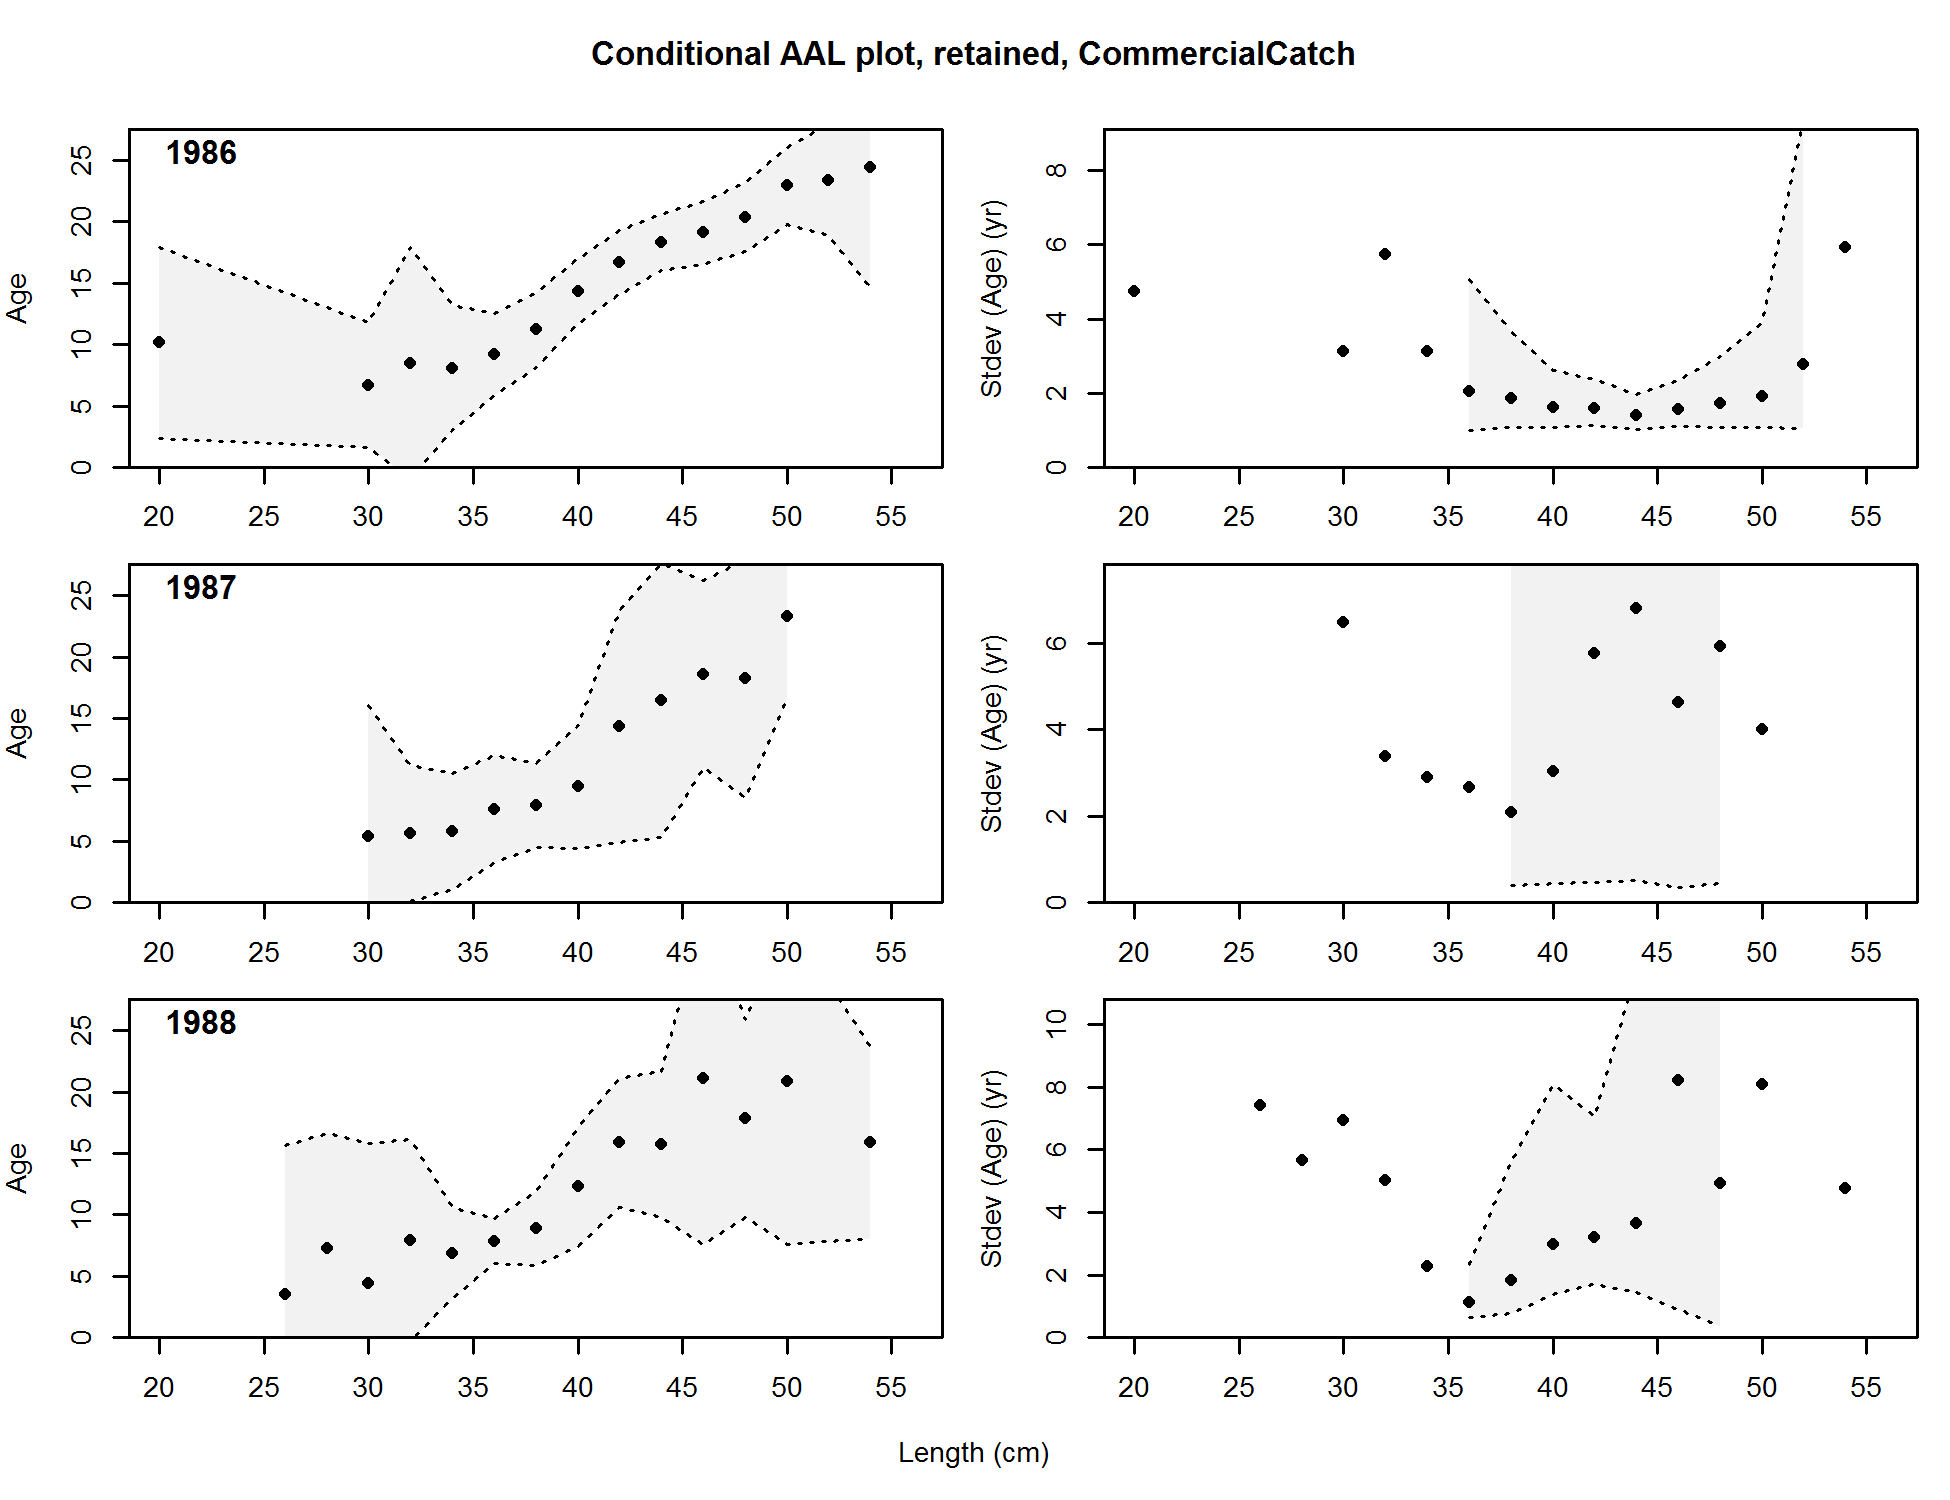 Conditional AAL plot, retained, CommercialCatch
1986
Age
0 5 10 15 20 25
20 25 30 35 40 45 50 55
Stdev (Age) (yr)
0 2 4 6 8
20 25 30 35 40 45 50 55
1987
Age
0 5 10 15 20 25
20 25 30 35 40 45 50 55
Stdev (Age) (yr)
0 2 4 6
20 25 30 35 40 45 50 55
1988
Age
0 5 10 15 20 25
20 25 30 35 40 45 50 55
Stdev (Age) (yr)
0 2 4 6 8 10
20 25 30 35 40 45 50 55
Length (cm)